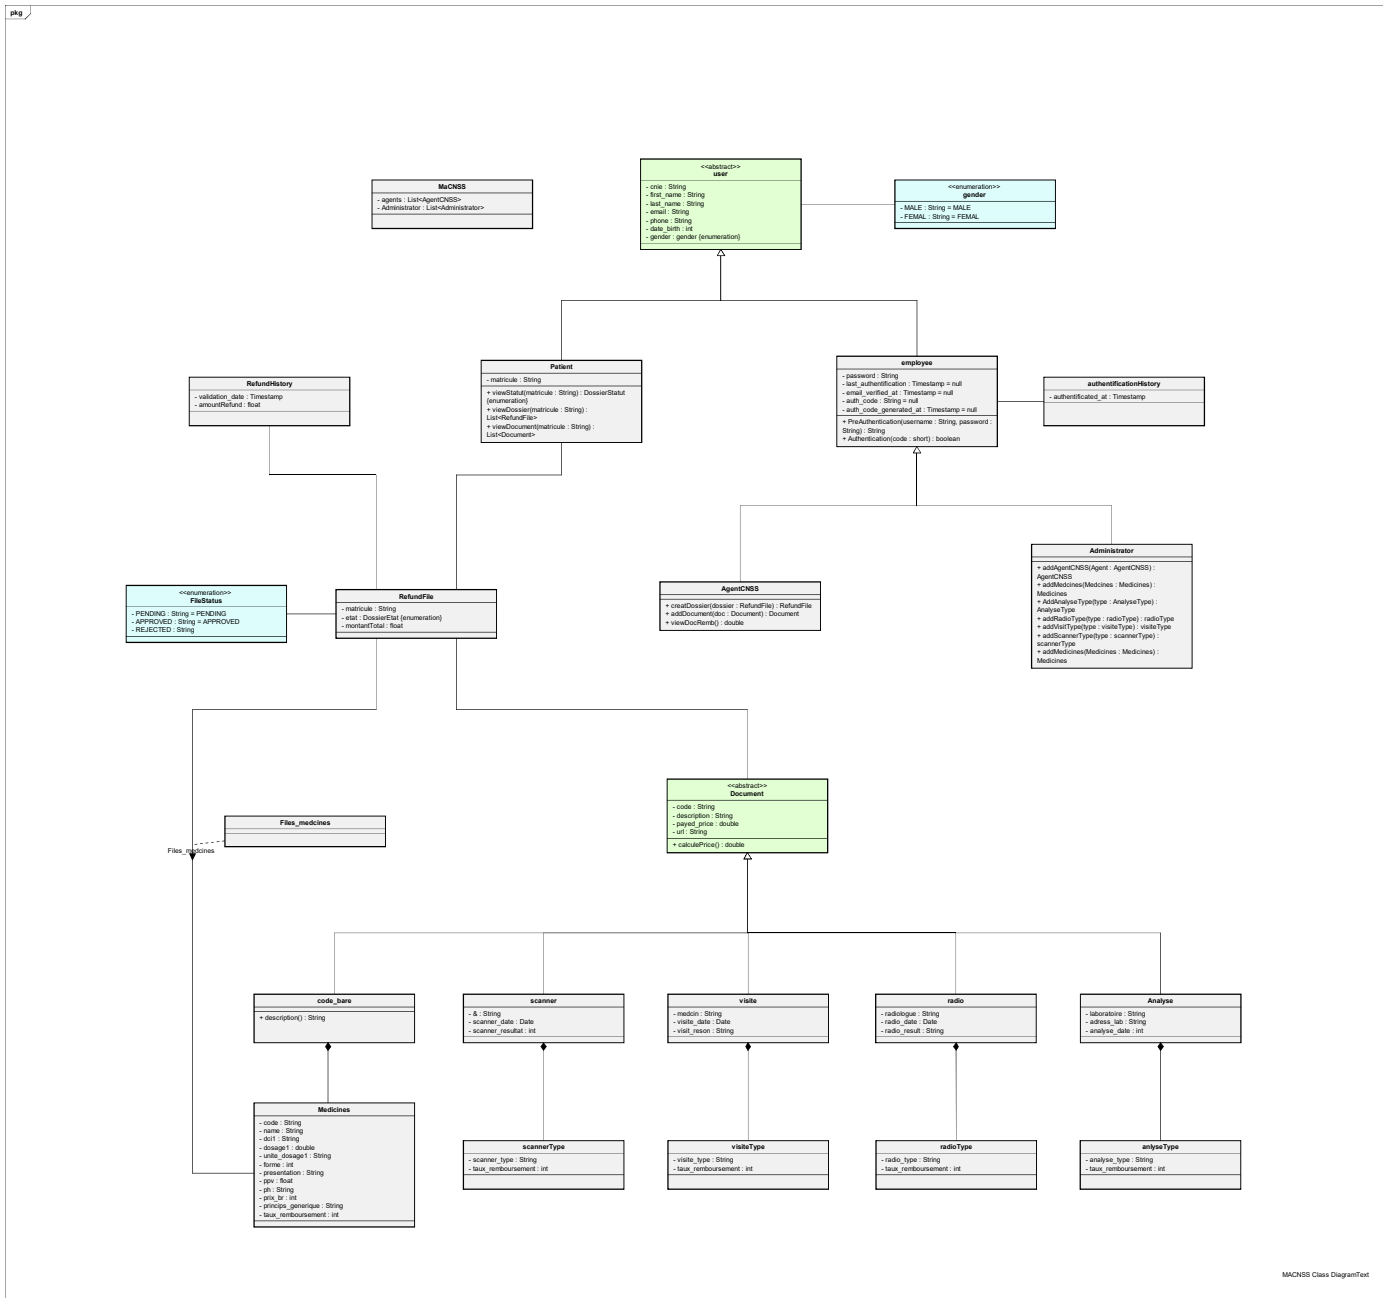 pkg
<<abstract>>
user
- cnie : String
- first_name : String
- last_name : String
- email : String
- phone : String
- date_birth : int
- gender : gender {enumeration}
MaCNSS
- agents : List<AgentCNSS>
- Administrator : List<Administrator>
<<enumeration>>
gender
- MALE : String = MALE
- FEMAL : String = FEMAL
RefundHistory
- validation_date : Timestamp
- amountRefund : float
Patient
- matricule : String
+ viewStatut(matricule : String) : DossierStatut
{enumeration}
+ viewDossier(matricule : String) :
List<RefundFile>
+ viewDocument(matricule : String) :
List<Document>
employee
- password : String
- last_authentification : Timestamp = null
- email_verified_at : Timestamp = null
- auth_code : String = null
- auth_code_generated_at : Timestamp = null
+ PreAuthentication(username : String, password :
String) : String
+ Authentication(code : short) : boolean
authentificationHistory
- authentificated_at : Timestamp
<<enumeration>>
FileStatus
- PENDING : String = PENDING
- APPROVED : String = APPROVED
- REJECTED : String
RefundFile
- matricule : String
- etat : DossierEtat {enumeration}
- montantTotal : float
AgentCNSS
+ creatDossier(dossier : RefundFile) : RefundFile
+ addDocument(doc : Document) : Document
+ viewDocRemb() : double
Administrator
+ addAgentCNSS(Agent : AgentCNSS) :
AgentCNSS
+ addMedcines(Medcines : Medicines) :
Medicines
+ AddAnalyseType(type : AnalyseType) :
AnalyseType
+ addRadioType(type : radioType) : radioType
+ addVisitType(type : visiteType) : visiteType
+ addScannerType(type : scannerType) :
scannerType
+ addMedicines(Medicines : Medicines) :
Medicines
<<abstract>>
Document
- code : String
- description : String
- payed_price : double
- url : String
+ calculePrice() : double
Files_medcines
Files_medcines
code_bare
+ description() : String
scanner
- & : String
- scanner_date : Date
- scanner_resultat : int
visite
- medcin : String
- visite_date : Date
- visit_reson : String
radio
- radiologue : String
- radio_date : Date
- radio_result : String
Analyse
- laboratoire : String
- adress_lab : String
- analyse_date : int
Medicines
- code : String
- name : String
- dci1 : String
- dosage1 : double
- unite_dosage1 : String
- forme : int
- presentation : String
- ppv : float
- ph : String
- prix_br : int
- princips_generique : String
- taux_remboursement : int
scannerType
- scanner_type : String
- taux_remboursement : int
visiteType
- visite_type : String
- taux_remboursement : int
radioType
- radio_type : String
- taux_remboursement : int
anlyseType
- analyse_type : String
- taux_remboursement : int
MACNSS Class DiagramText